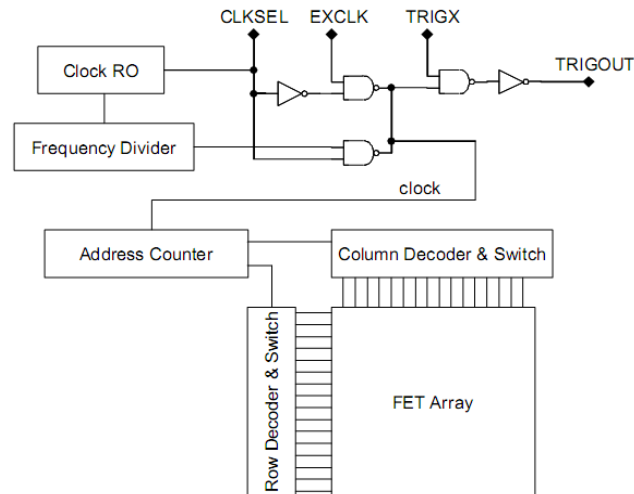 CLKSEL EXCLK TRIGX
TRIGOUT
Clock RO
Frequency Divider
clock
Address Counter
Column Decoder & Switch
Row Decoder & Switch
FET Array